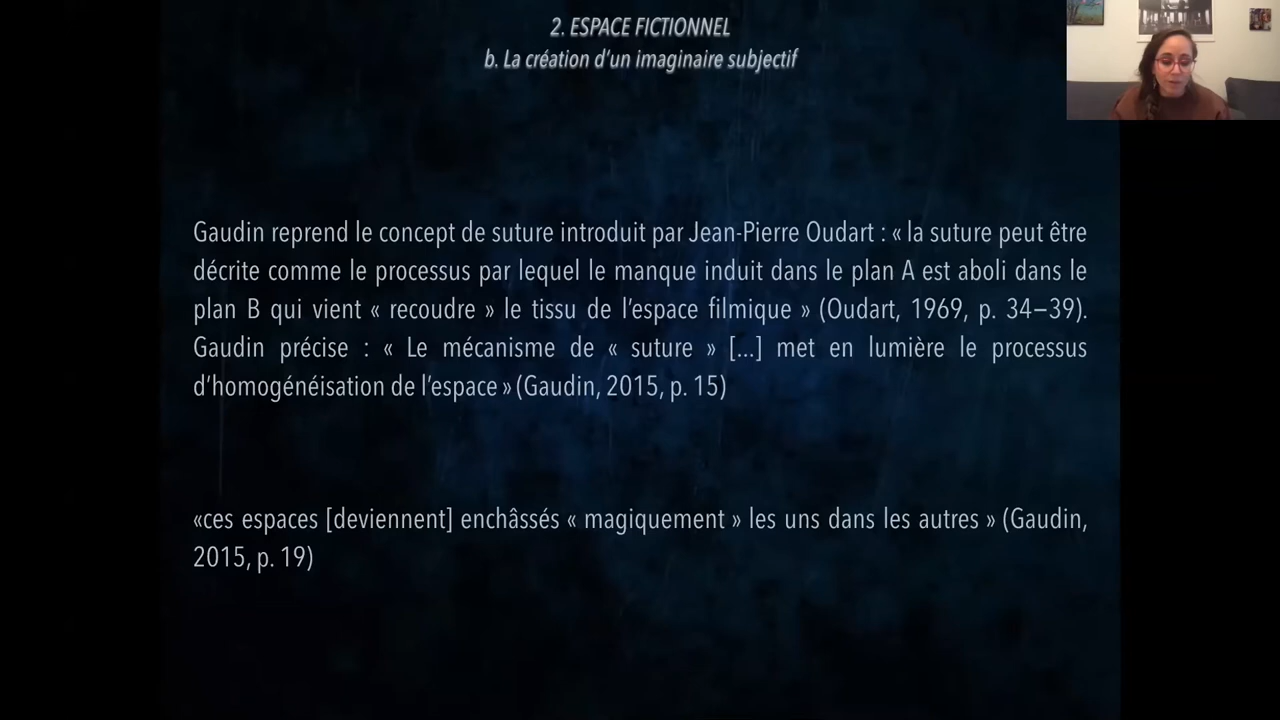 2. ESPACE FICTIONNEL
b. La création d'un imaginaire subjectif
Gaudin reprend le concept de suture introduit par Jean-Pierre Oudart : « la suture peut être
décrite comme le processus par lequel le manque induit dans le plan A est aboli dans le
plan B qui vient « recoudre » le tissu de l'espace filmique » (Oudart, 1969, p. 34–39).
Gaudin précise : « Le mécanisme de « suture » [...] met en lumière le processus
d'homogénéisation de l'espace » (Gaudin, 2015, p. 15)
«ces espaces [deviennent] enchâssés « magiquement » les uns dans les autres » (Gaudin,
2015, p. 19)